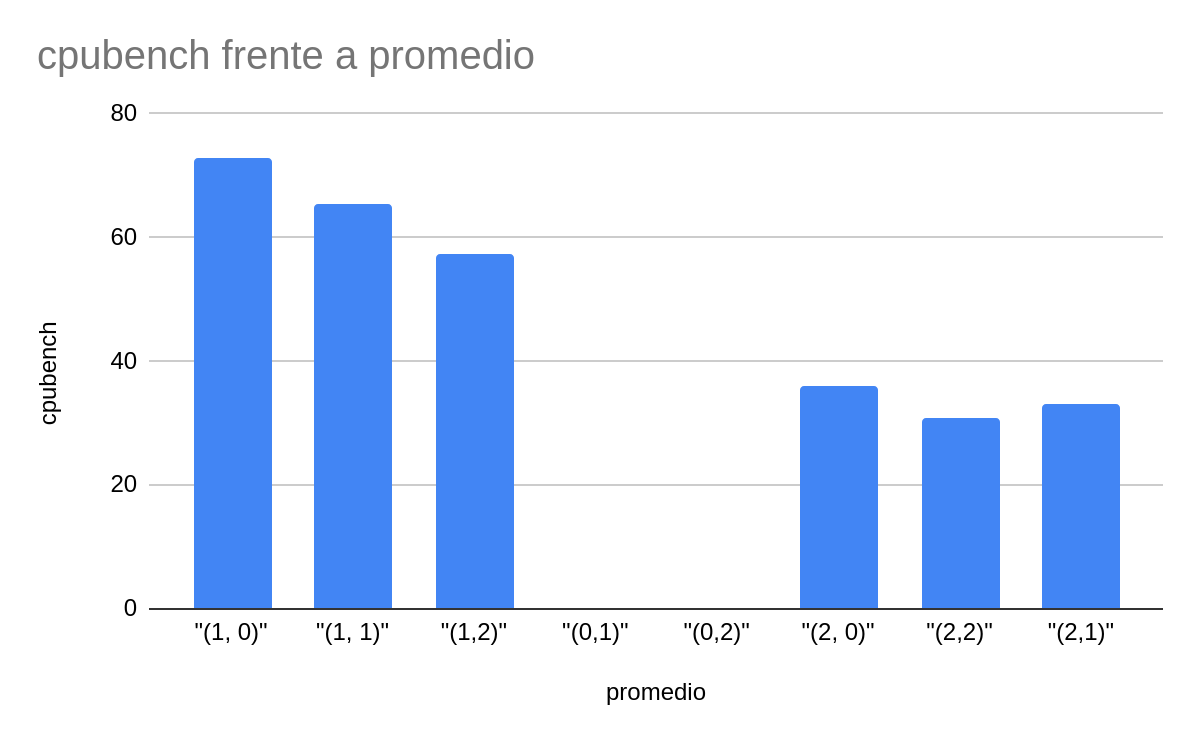 cpubench frente a promedio
80
60
40
20
0
cpubench
"(1, 0)" "(1, 1)" "(1,2)" "(0,1)" "(0,2)" "(2, 0)" "(2,2)" "(2,1)"
promedio